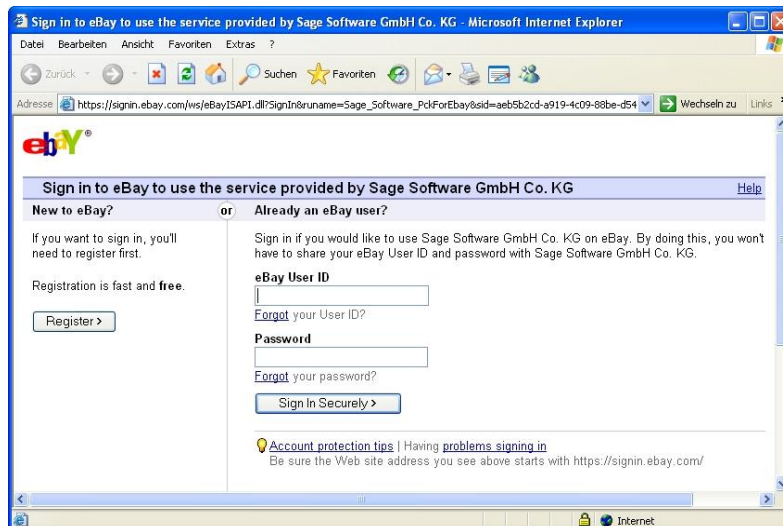 Sign in to eBay to use the service provided by Sage Software GmbH Co. KG - Microsoft Internet Explorer
Datei Bearbeiten Ansicht Favoriten Extras ?
Zurück Suchen Favoriten
Adresse https://signin.ebay.com/ws/eBayISAPI.dll?SignIn&runame=Sage_Software_PckForEbay&sid=aeb5b2cd-a919-4c09-88be-d54 Wechseln zu Links »
ebaY®
Sign in to eBay to use the service provided by Sage Software GmbH Co. KG Help
New to eBay? or Already an eBay user?
If you want to sign in, you'll
need to register first.
Registration is fast and free.
Register >
Sign in if you would like to use Sage Software GmbH Co. KG on eBay. By doing this, you won't
have to share your eBay User ID and password with Sage Software GmbH Co. KG.
eBay User ID
Forgot your User ID?
Password
Forgot your password?
Sign In Securely >
Account protection tips | Having problems signing in
Be sure the Web site address you see above starts with https://signin.ebay.com/
Internet